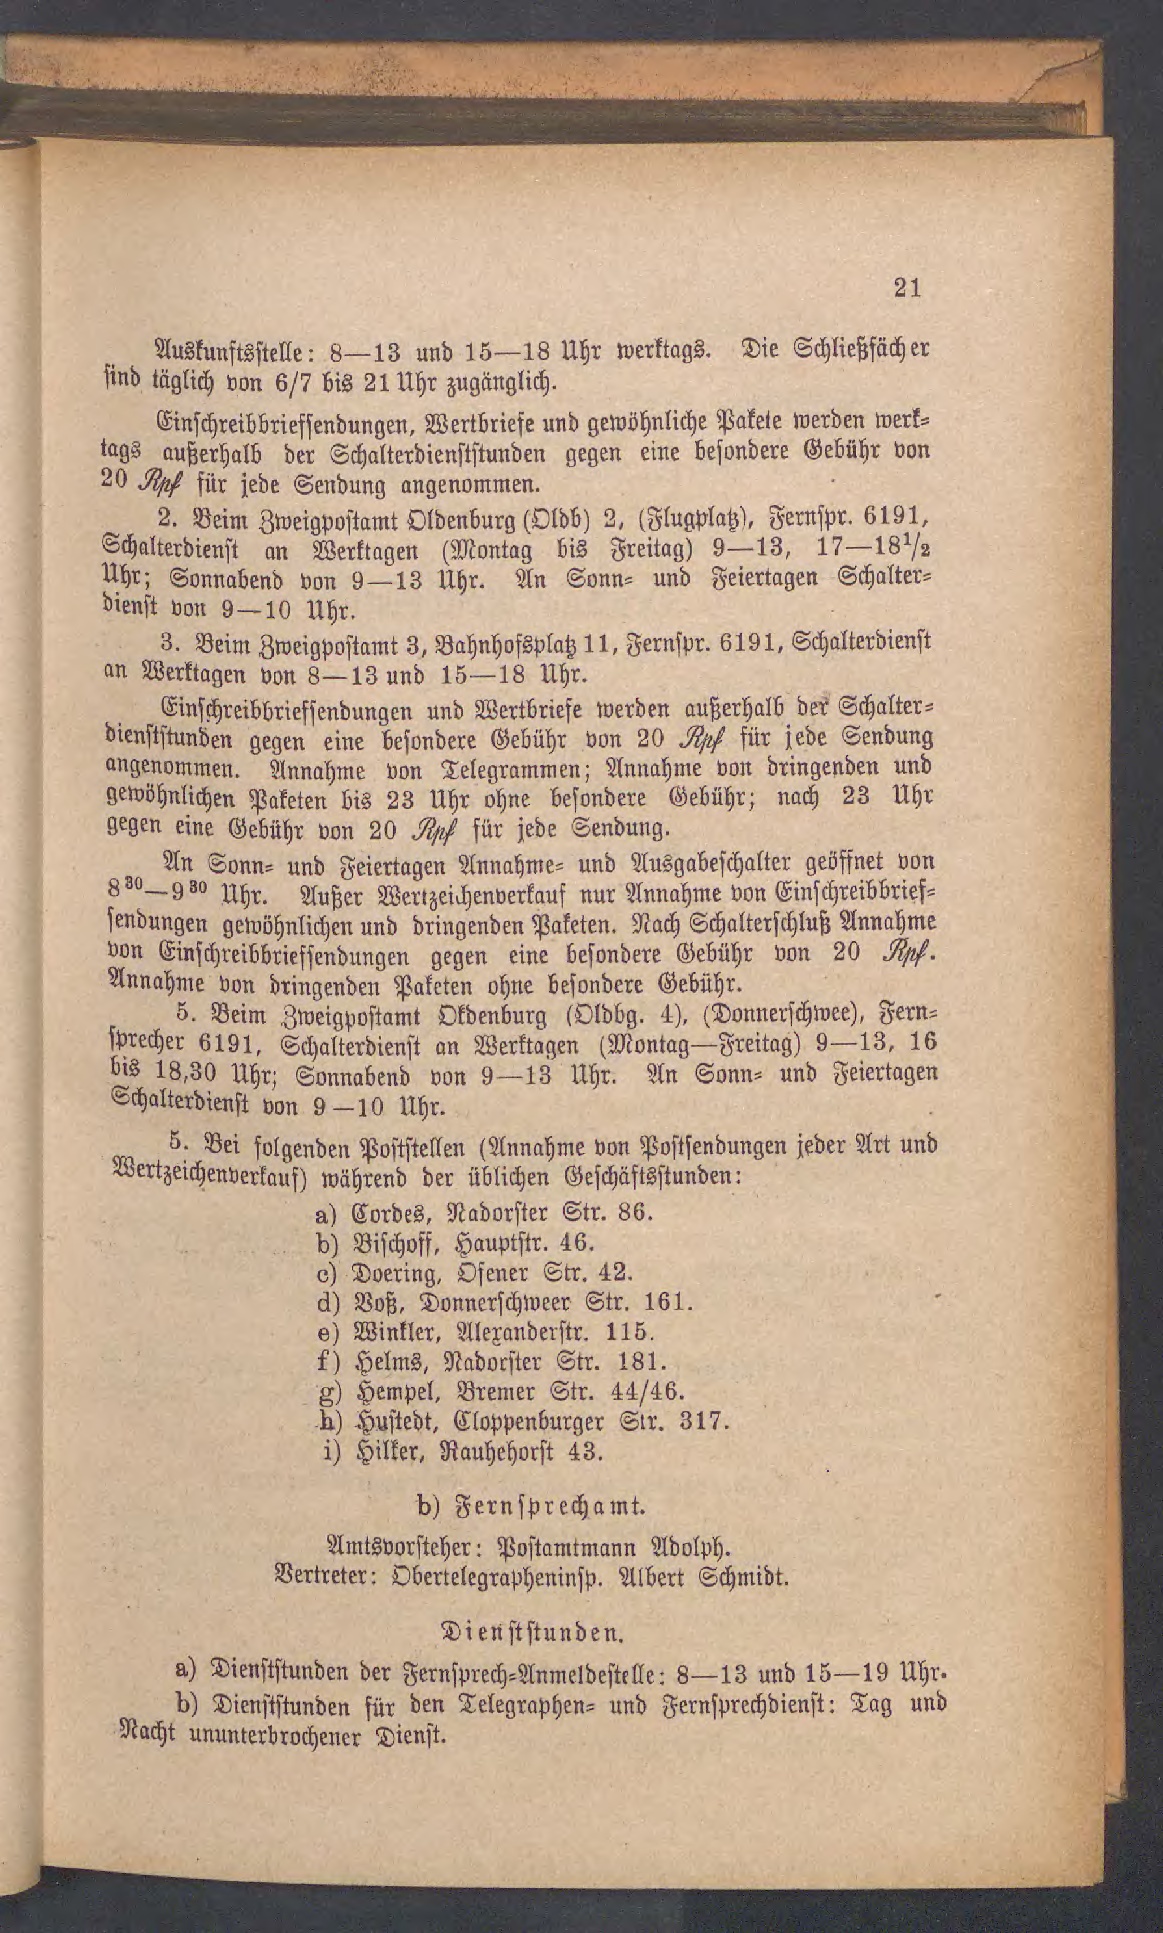 21
Auskunftsstelle: 8—13 und 15—18 Uhr werktags. Die Schließfächer
sind täglich von 6/7 bis 21 Uhr zugänglich.
Einschreibbriefsendungen, Wertbriefe und gewöhnliche Pakete werden werk-
tags außerhalb der Schalterdienststunden gegen eine besondere Gebühr von
20 Rpf für jede Sendung angenommen.
2. Beim Zweigpostamt Oldenburg (Oldb) 2, (Flugplatz), Fernspr. 6191,
Schalterdienst an Werktagen (Montag bis Freitag) 9—13, 17—18½
Uhr; Sonnabend von 9—13 Uhr. An Sonn- und Feiertagen Schalter-
dienst von 9—10 Uhr.
3. Beim Zweigpostamt 3, Bahnhofsplatz 11, Fernspr. 6191, Schalterdienst
an Werktagen von 8—13 und 15—18 Uhr.
Einschreibbriefsendungen und Wertbriefe werden außerhalb der Schalter-
dienststunden gegen eine besondere Gebühr von 20 Rpf für jede Sendung
angenommen. Annahme von Telegrammen; Annahme von dringenden und
gewöhnlichen Paketen bis 23 Uhr ohne besondere Gebühr; nach 23 Uhr
gegen eine Gebühr von 20 Rpf für jede Sendung.
An Sonn- und Feiertagen Annahme- und Ausgabeschalter geöffnet von
8³⁰—9³⁰ Uhr. Außer Wertzeichenverkauf nur Annahme von Einschreibbrief-
sendungen gewöhnlichen und dringenden Paketen. Nach Schalterschluß Annahme
von Einschreibbriefsendungen gegen eine besondere Gebühr von 20 Rpf.
Annahme von dringenden Paketen ohne besondere Gebühr.
5. Beim Zweigpostamt Okdenburg (Oldbg. 4), (Donnerschwee), Fern-
sprecher 6191, Schalterdienst an Werktagen (Montag—Freitag) 9—13, 16
bis 18,30 Uhr; Sonnabend von 9—13 Uhr. An Sonn- und Feiertagen
Schalterdienst von 9—10 Uhr.
5. Bei folgenden Poststellen (Annahme von Postsendungen jeder Art und
Wertzeichenverkauf) während der üblichen Geschäftsstunden:
a) Cordes, Nadorster Str. 86.
b) Bischoff, Hauptstr. 46.
c) Doering, Ofener Str. 42.
d) Voß, Donnerschweer Str. 161.
e) Winkler, Alexanderstr. 115.
f) Helms, Nadorster Str. 181.
g) Hempel, Bremer Str. 44/46.
h) Hustedt, Cloppenburger Str. 317.
i) Hilker, Rauhehorst 43.
b) Fernsprechamt.
Amtsvorsteher: Postamtmann Adolph.
Vertreter: Obertelegrapheninsp. Albert Schmidt.
Dienststunden.
a) Dienststunden der Fernsprech-Anmeldestelle: 8—13 und 15—19 Uhr.
b) Dienststunden für den Telegraphen- und Fernsprechdienst: Tag und
Nacht ununterbrochener Dienst.